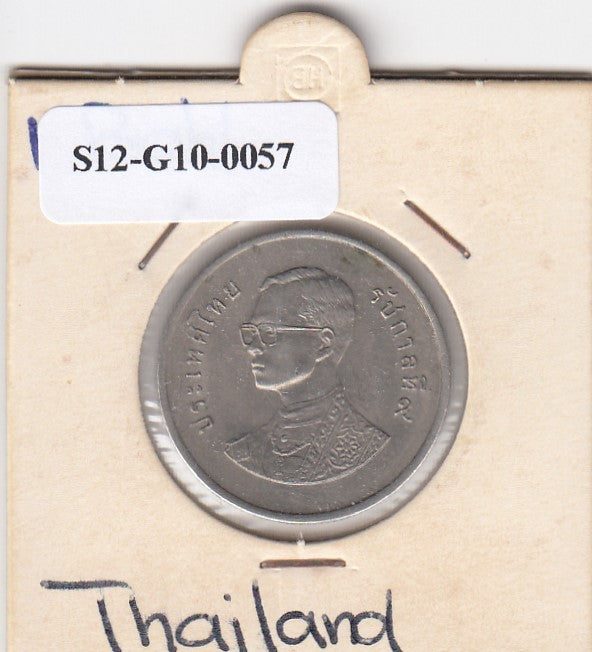 HB
S12-G10-0057
ประเทศไทย
รัชกาลที่ ๙
Thailand